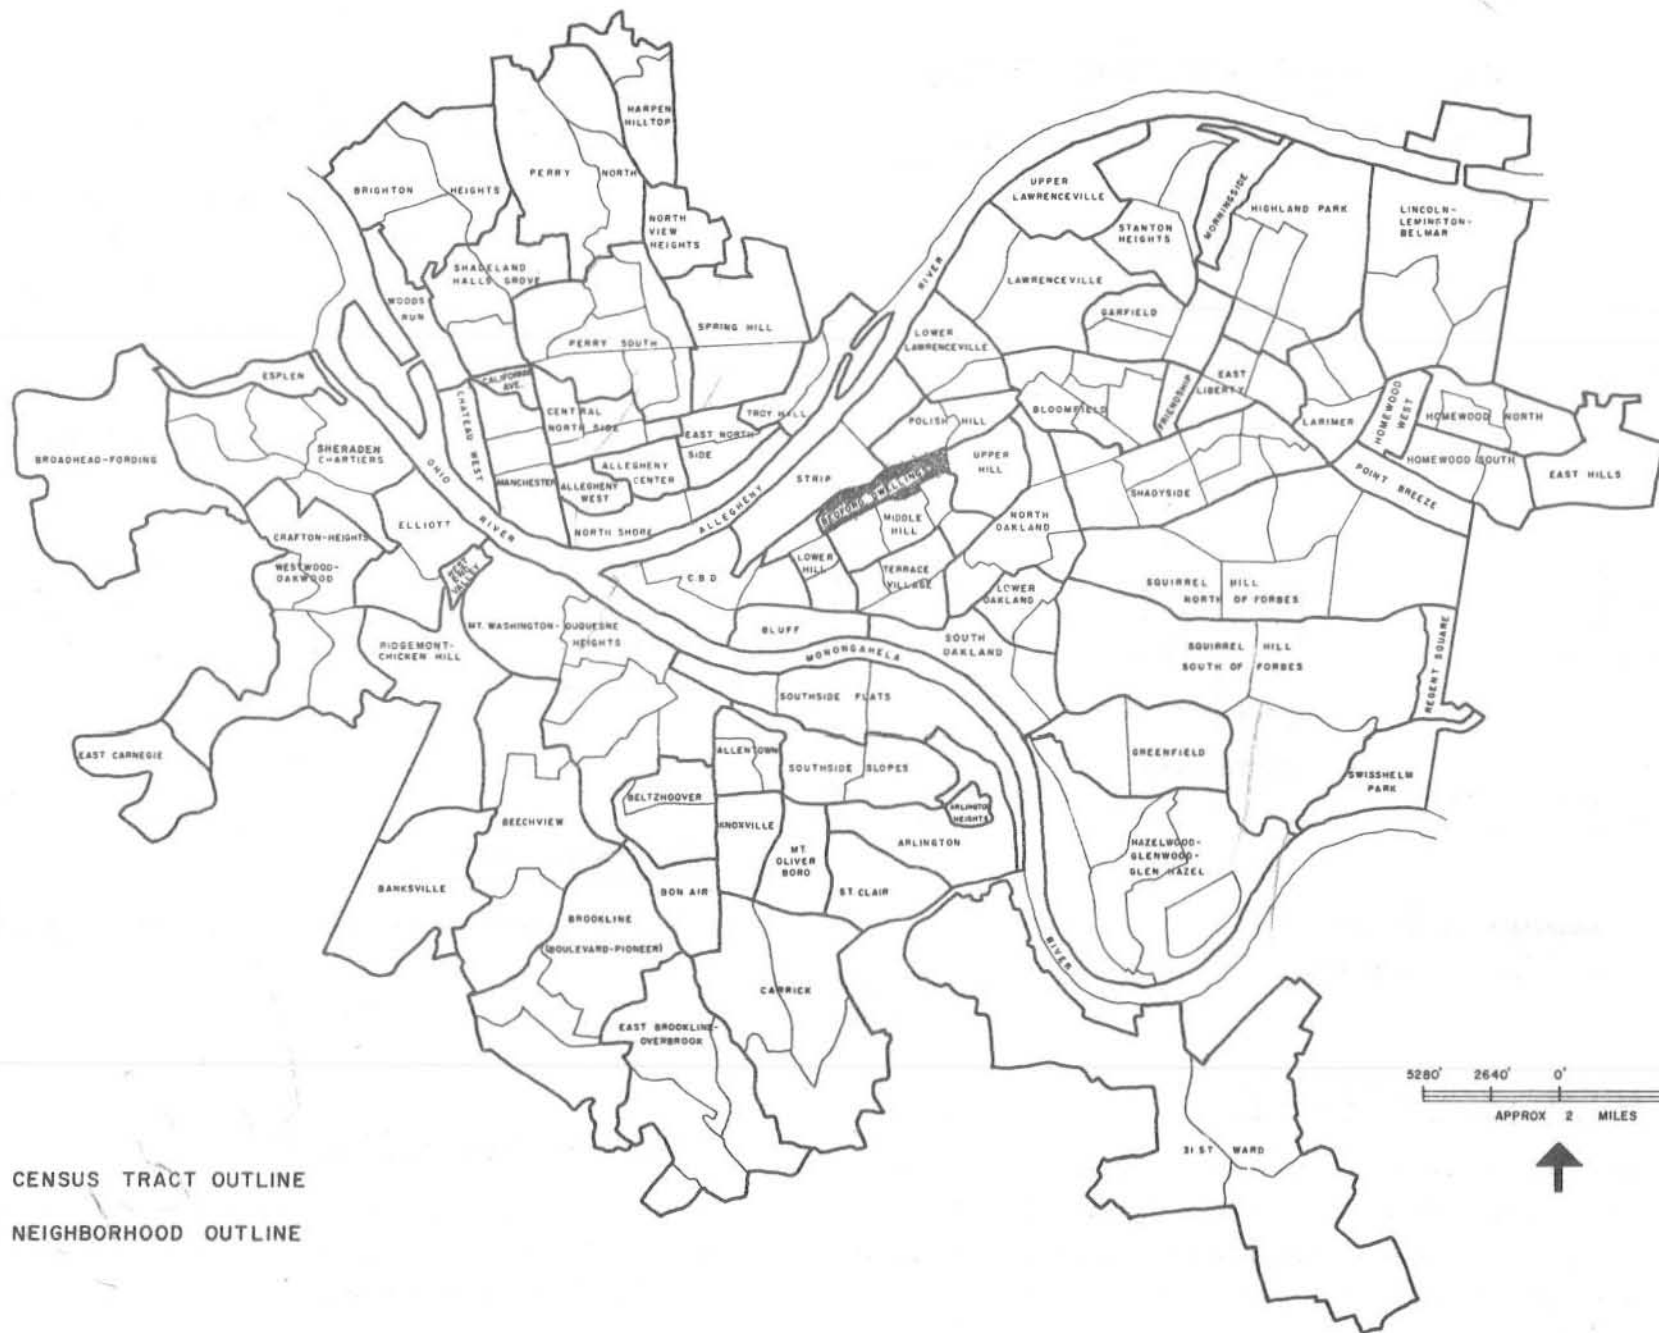 HARPEN
HILLTOP
PERRY NORTH
BRIGHTON HEIGHTS
NORTH
VIEW
HEIGHTS
SHADELAND
HALLS GROVE
WOODS
RUN
SPRING HILL
PERRY SOUTH
CALIFORNIA
AVE.
CHATEAU WEST
CENTRAL
NORTH SIDE
TROY HILL
EAST NORTH
SIDE
ALLEGHENY
CENTER
MANCHESTER
ALLEGHENY
WEST
NORTH SHORE
UPPER
LAWRENCEVILLE
MORNINGSIDE
HIGHLAND PARK
LINCOLN-
LEMINGTON-
BELMAR
STANTON
HEIGHTS
LAWRENCEVILLE
GARFIELD
LOWER
LAWRENCEVILLE
EAST
LIBERTY
FRIENDSHIP
BLOOMFIELD
LARIMER
HOMEWOOD
WEST
HOMEWOOD NORTH
HOMEWOOD SOUTH
EAST HILLS
POINT BREEZE
POLISH HILL
UPPER
HILL
STRIP
BEDFORD DWELLINGS
MIDDLE
HILL
SHADYSIDE
NORTH
OAKLAND
LOWER
HILL
TERRACE
VILLAGE
C.B D
LOWER
OAKLAND
BLUFF
SOUTH
OAKLAND
SQUIRREL HILL
NORTH OF FORBES
SQUIRREL HILL
SOUTH OF FORBES
REGENT SQUARE
ALLEGHENY RIVER
OHIO RIVER
MONONGAHELA RIVER
ESPLEN
BROADHEAD-FORDING
SHERADEN
CHARTIERS
ELLIOTT
CRAFTON-HEIGHTS
WESTWOOD-
OAKWOOD
WEST
END
VALLEY
MT. WASHINGTON-DUQUESNE
HEIGHTS
RIDGEMONT-
CHICKEN HILL
EAST CARNEGIE
SOUTHSIDE FLATS
ALLENTOWN
SOUTHSIDE SLOPES
GREENFIELD
SWISSHELM
PARK
BELTZHOOVER
BEECHVIEW
KNOXVILLE
MT.
OLIVER
BORO
ARLINGTON
HEIGHTS
ARLINGTON
ST. CLAIR
HAZELWOOD-
GLENWOOD-
GLEN HAZEL
BANKSVILLE
BON AIR
BROOKLINE
(BOULEVARD-PIONEER)
CARRICK
EAST BROOKLINE-
OVERBROOK
31 ST WARD
5280' 2640' 0'
APPROX 2 MILES
CENSUS TRACT OUTLINE
NEIGHBORHOOD OUTLINE